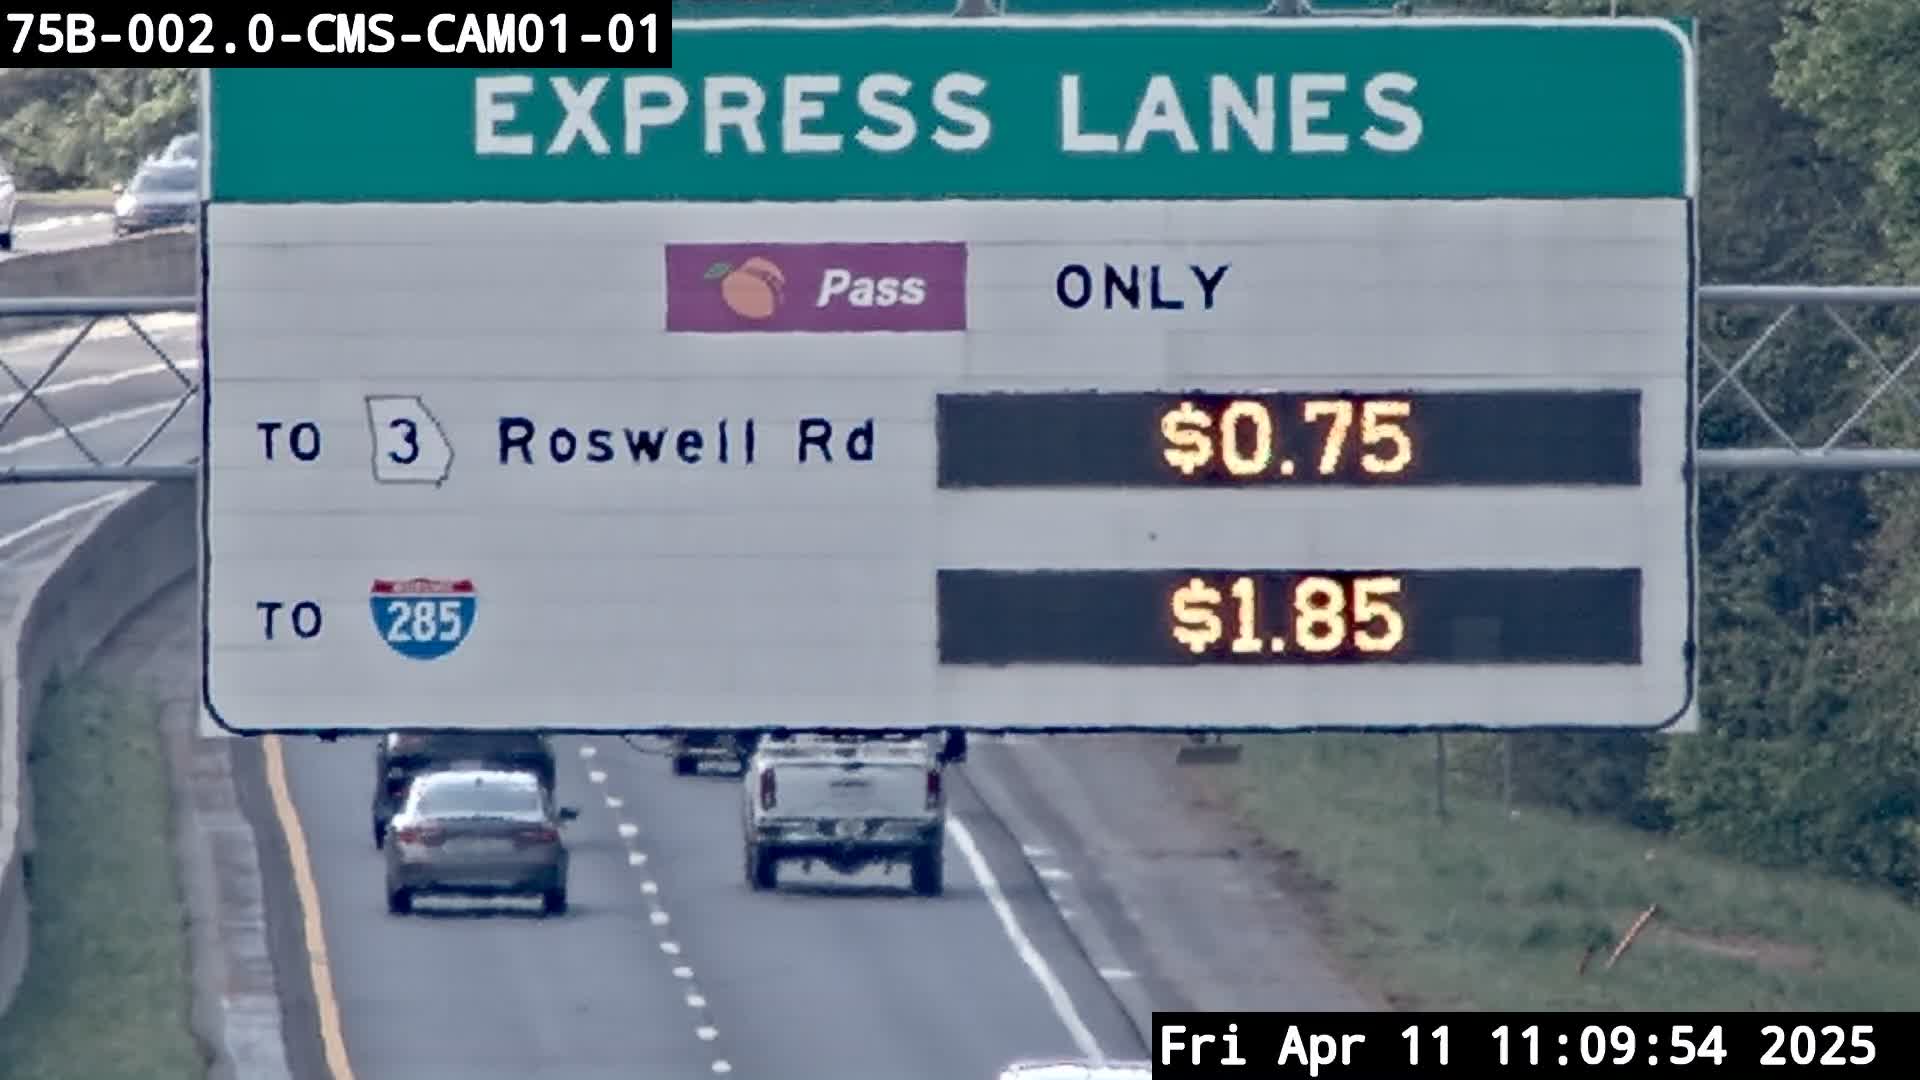 75B-002.0-CMS-CAM01-01
EXPRESS LANES
Pass ONLY
TO 3 Roswell Rd $0.75
TO 285 $1.85
Fri Apr 11 11:09:54 2025